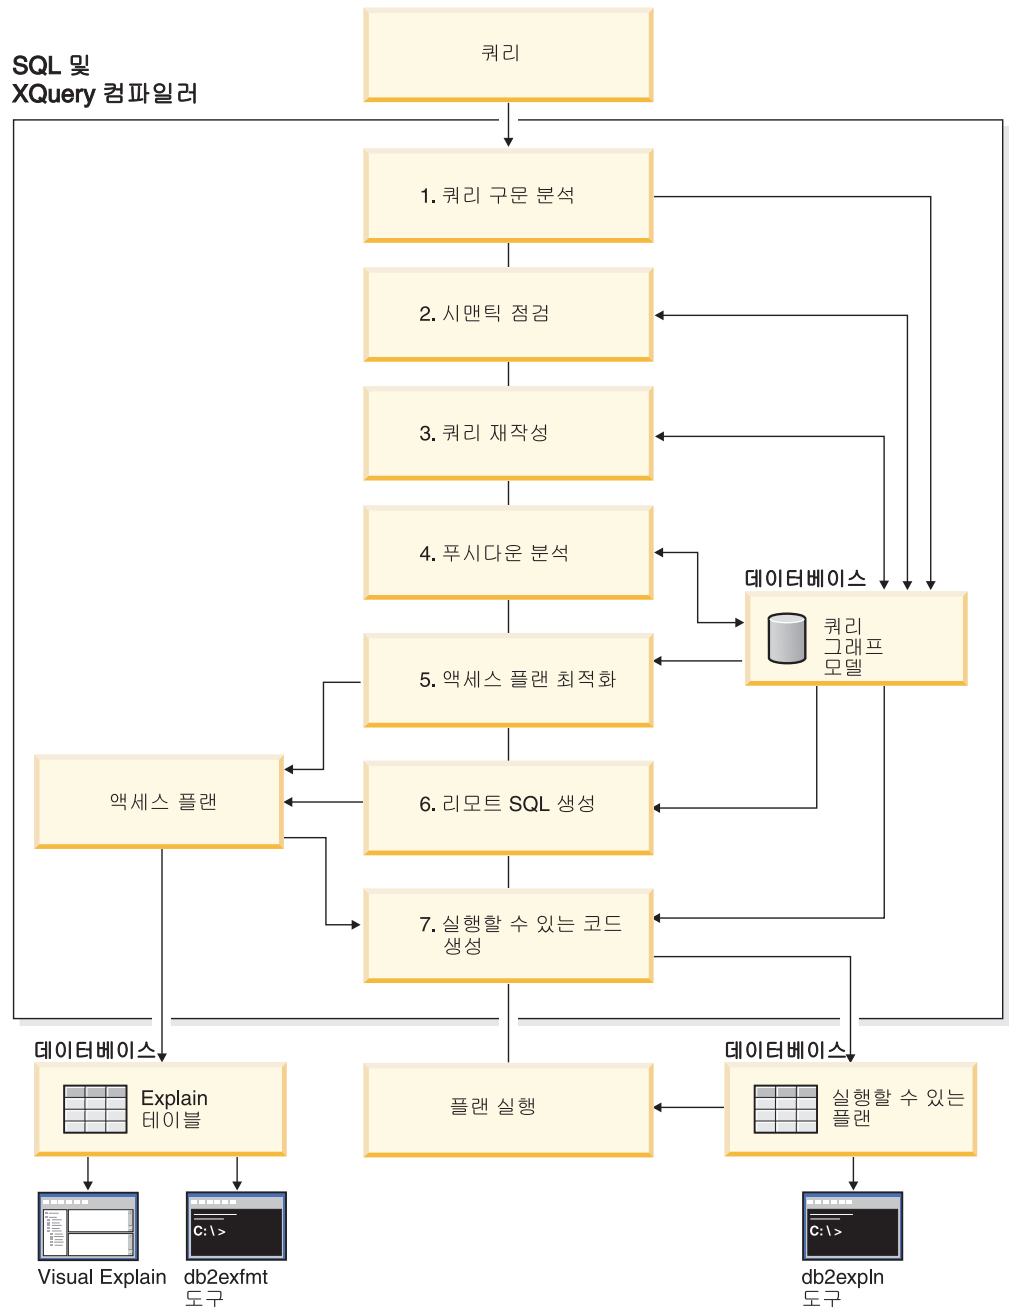 쿼리
SQL 및
XQuery 컴파일러
1. 쿼리 구문 분석
2. 시맨틱 점검
3. 쿼리 재작성
4. 푸시다운 분석
데이터베이스
쿼리
그래프
모델
5. 액세스 플랜 최적화
액세스 플랜
6. 리모트 SQL 생성
7. 실행할 수 있는 코드
생성
데이터베이스
Explain
테이블
플랜 실행
데이터베이스
실행할 수 있는
플랜
C:\>
C:\>
Visual Explain
db2exfmt
도구
db2expln
도구